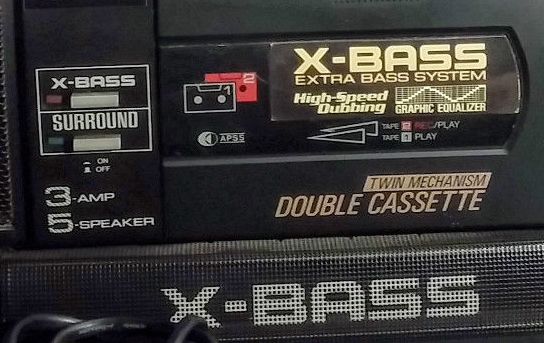 X-BASS
SURROUND
ON
OFF
3-AMP
5-SPEAKER
2
1
APSS
X-BASS
EXTRA BASS SYSTEM
High-Speed
Dubbing
GRAPHIC EQUALIZER
TAPE 2 REC/PLAY
TAPE 1 PLAY
TWIN MECHANISM
DOUBLE CASSETTE
X-BASS